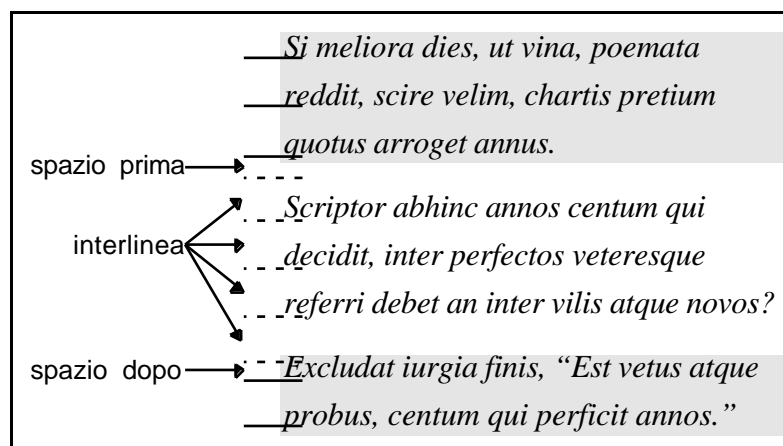 Si meliora dies, ut vina, poemata
reddit, scire velim, chartis pretium
quotus arroget annus.
spazio prima
Scriptor abhinc annos centum qui
interlinea
decidit, inter perfectos veteresque
referri debet an inter vilis atque novos?
spazio dopo
Excludat iurgia finis, “Est vetus atque
probus, centum qui perficit annos.”